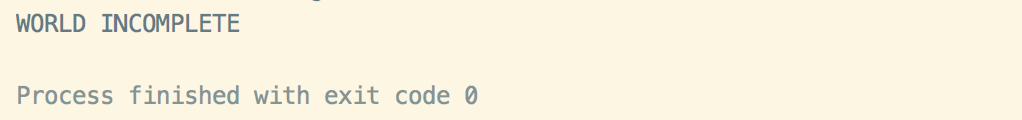 WORLD INCOMPLETE
Process finished with exit code 0